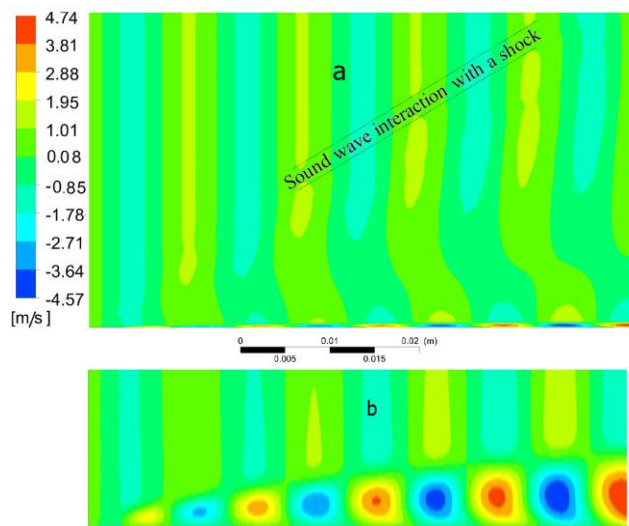 4.74
3.81
2.88
1.95
1.01
0.08
-0.85
-1.78
-2.71
-3.64
-4.57
[m/s]
a
Sound wave interaction with a shock
0 0.01 0.02 (m)
0.005 0.015
b